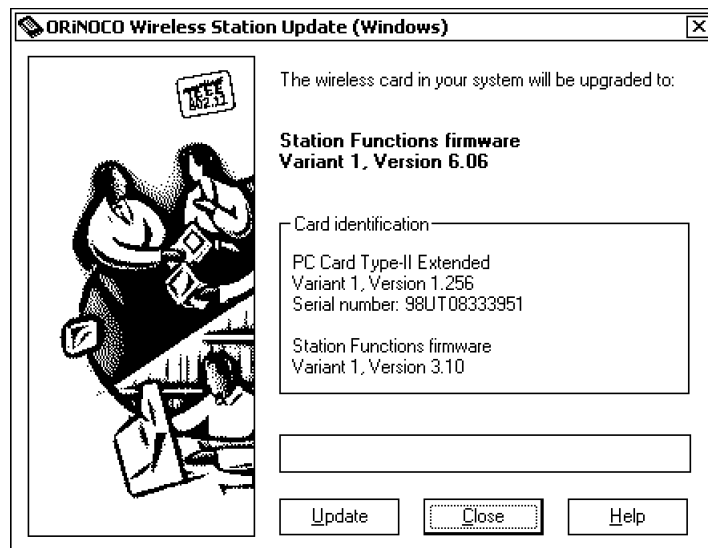 ORiNOCO Wireless Station Update (Windows)
IEEE
802.11
The wireless card in your system will be upgraded to:
Station Functions firmware
Variant 1, Version 6.06
Card identification
PC Card Type-II Extended
Variant 1, Version 1.256
Serial number: 98UT08333951
Station Functions firmware
Variant 1, Version 3.10
Update
Close
Help